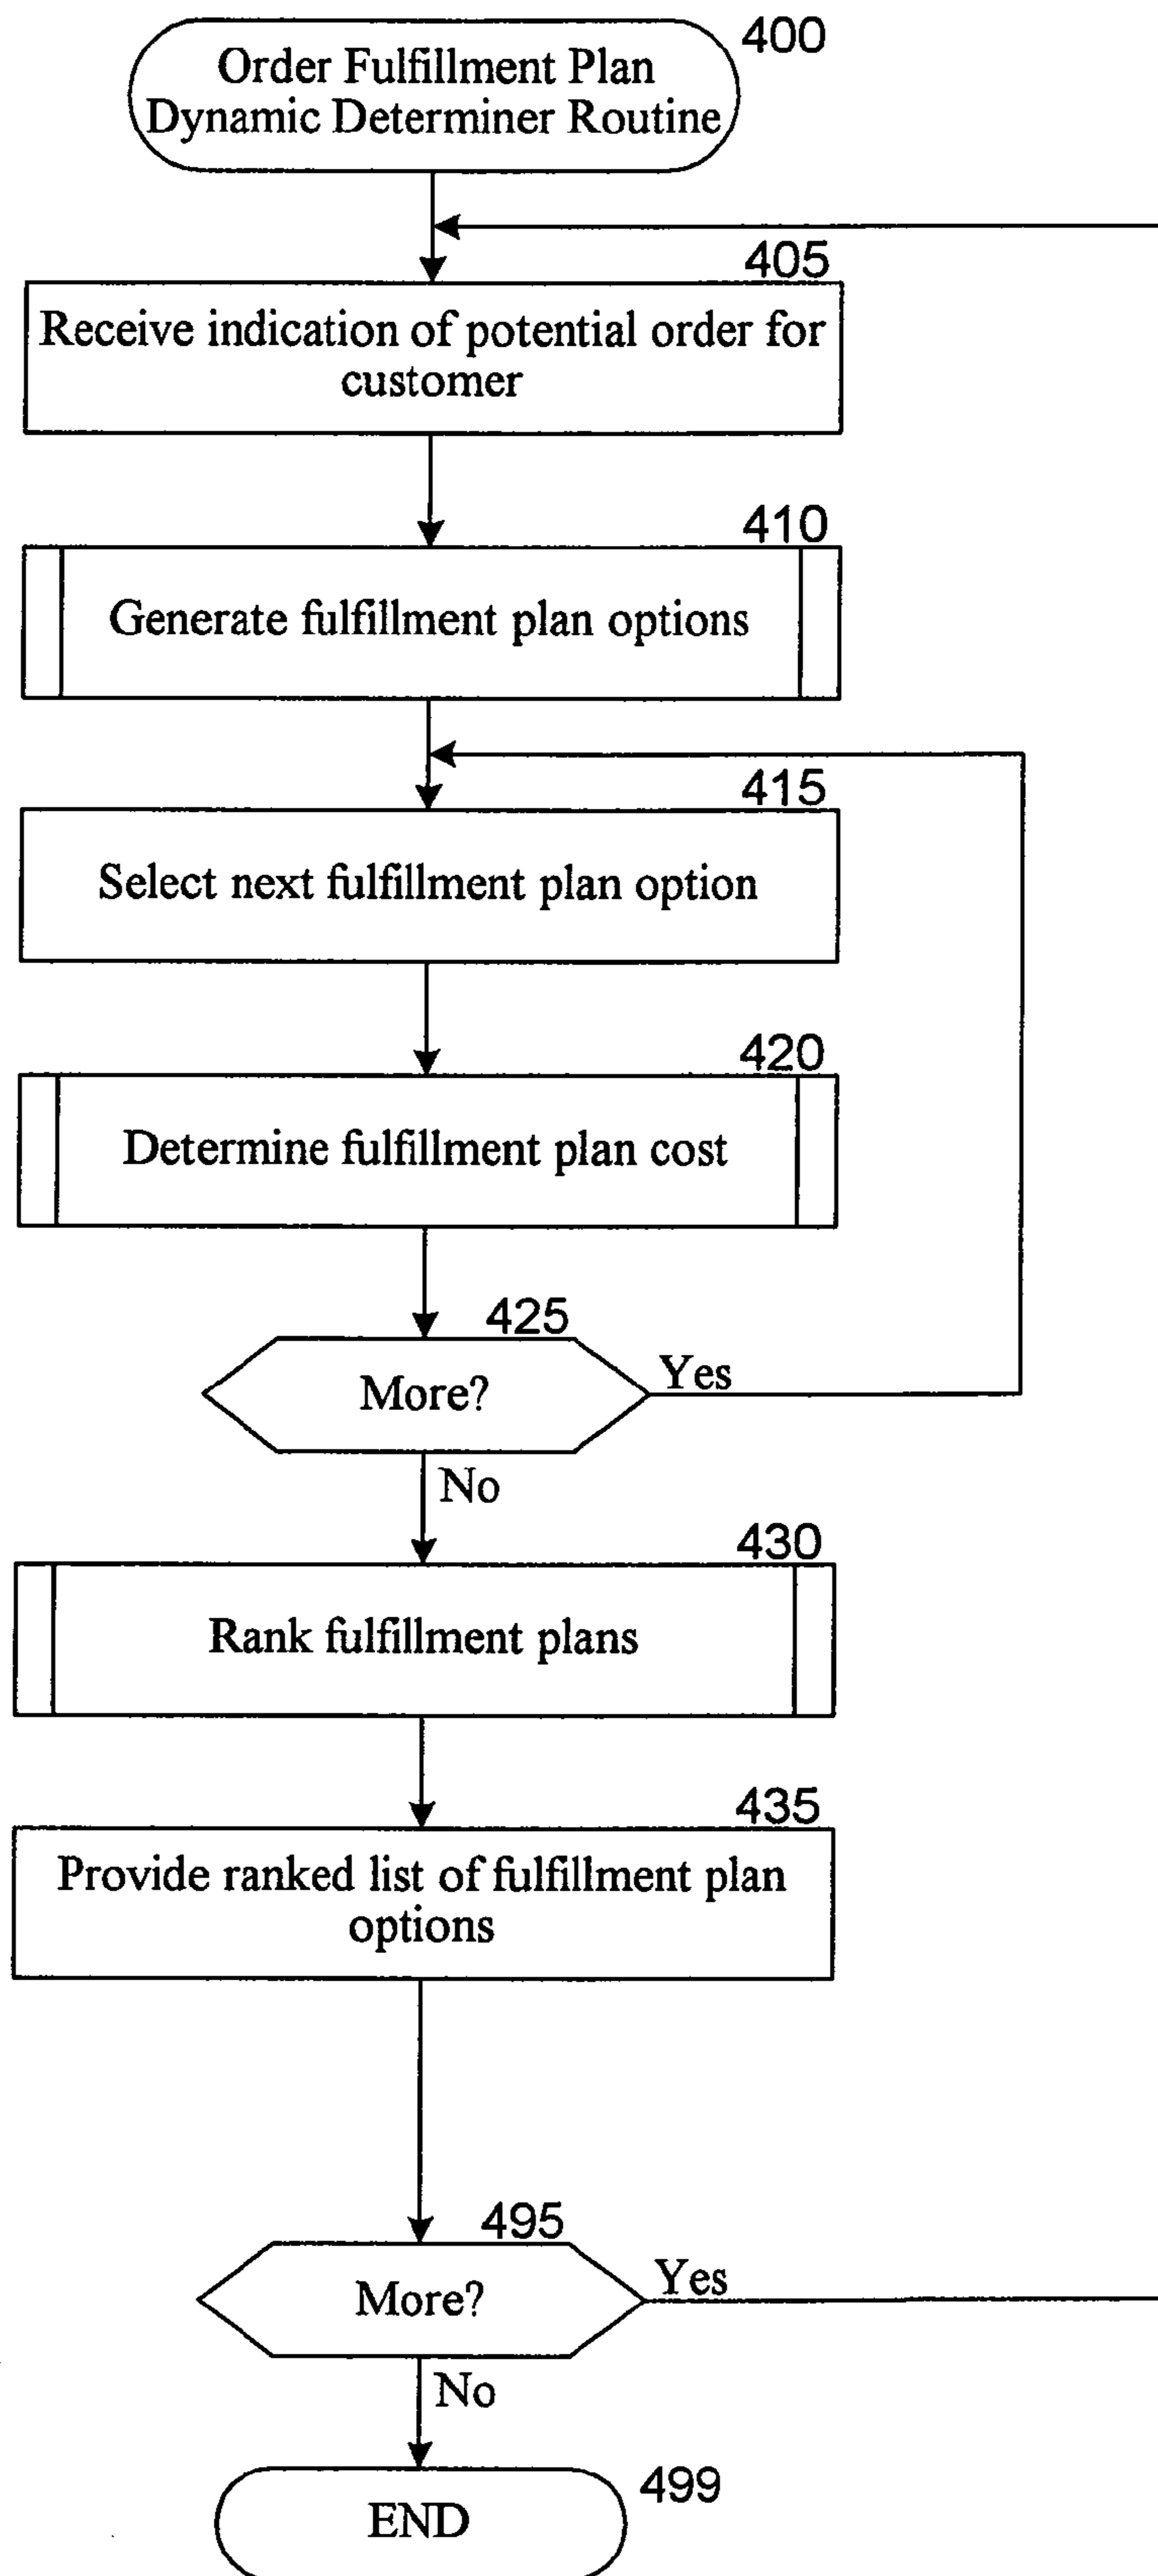 400
Order Fulfillment Plan
Dynamic Determiner Routine
405
Receive indication of potential order for
customer
410
Generate fulfillment plan options
415
Select next fulfillment plan option
420
Determine fulfillment plan cost
425
More?
Yes
No
430
Rank fulfillment plans
435
Provide ranked list of fulfillment plan
options
495
More?
Yes
No
499
END